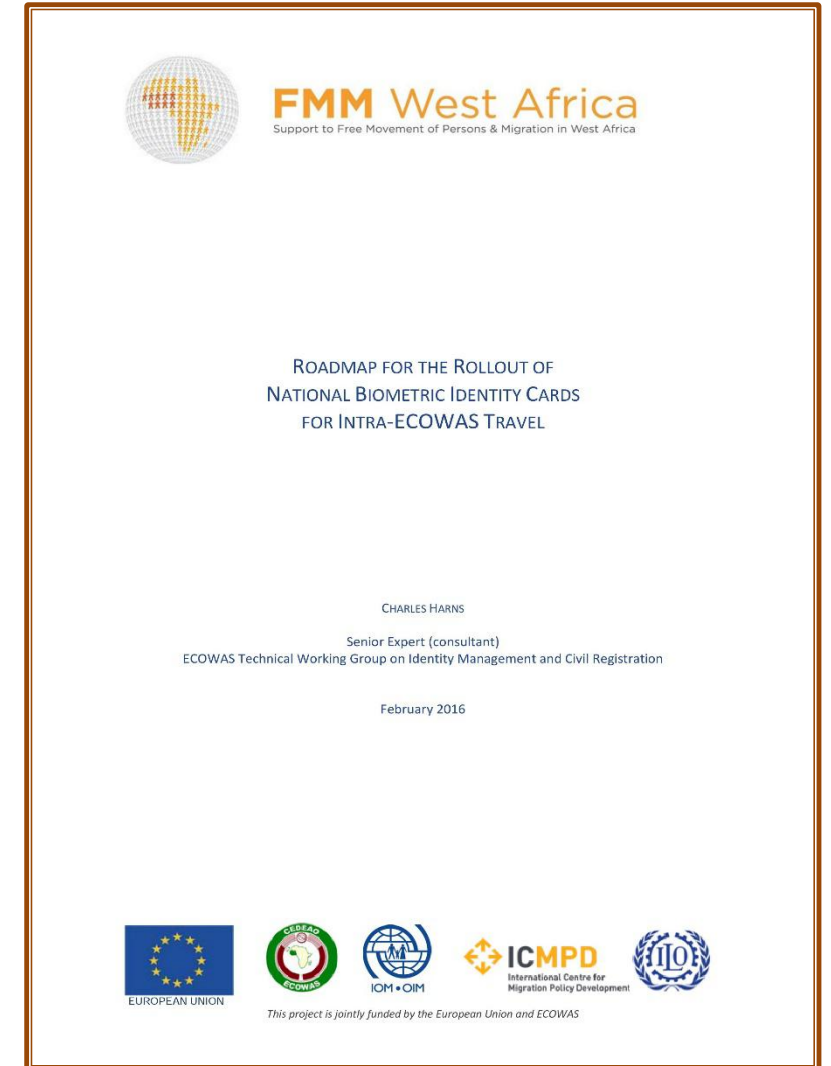 FMM West Africa
Support to Free Movement of Persons & Migration in West Africa
ROADMAP FOR THE ROLLOUT OF
NATIONAL BIOMETRIC IDENTITY CARDS
FOR INTRA-ECOWAS TRAVEL
CHARLES HARNS
Senior Expert (consultant)
ECOWAS Technical Working Group on Identity Management and Civil Registration
February 2016
EUROPEAN UNION
CEDEAO
ECOWAS
IOM • OIM
ICMPD
International Centre for
Migration Policy Development
ILO
This project is jointly funded by the European Union and ECOWAS